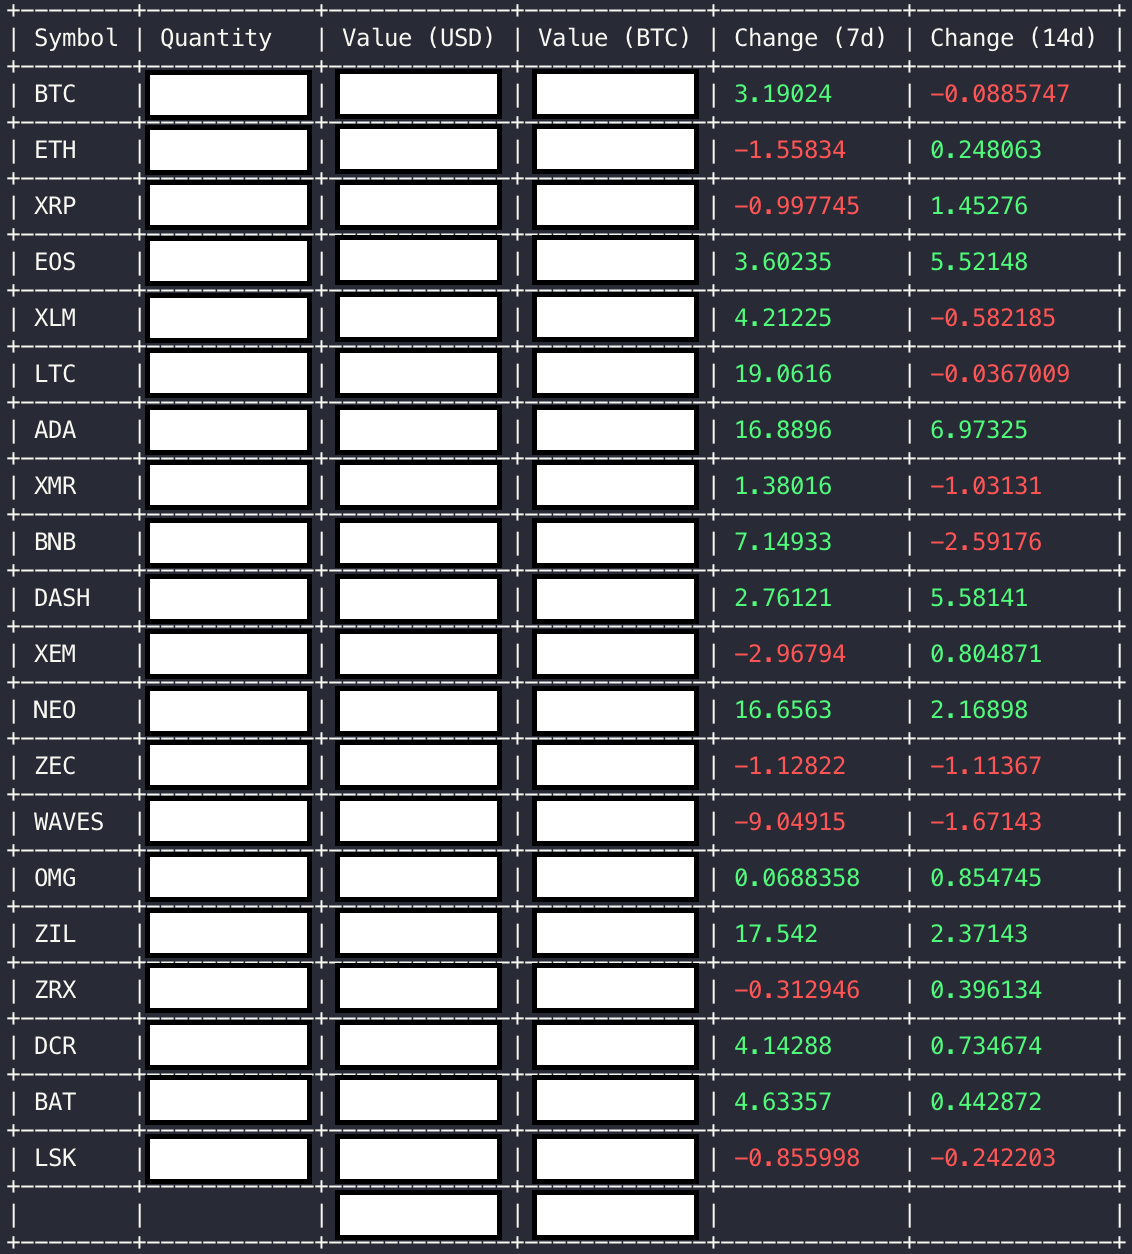 Symbol | Quantity | Value (USD) | Value (BTC) | Change (7d) | Change (14d)
BTC | 3.19024 | -0.0885747
ETH | -1.55834 | 0.248063
XRP | -0.997745 | 1.45276
EOS | 3.60235 | 5.52148
XLM | 4.21225 | -0.582185
LTC | 19.0616 | -0.0367009
ADA | 16.8896 | 6.97325
XMR | 1.38016 | -1.03131
BNB | 7.14933 | -2.59176
DASH | 2.76121 | 5.58141
XEM | -2.96794 | 0.804871
NEO | 16.6563 | 2.16898
ZEC | -1.12822 | -1.11367
WAVES | -9.04915 | -1.67143
OMG | 0.0688358 | 0.854745
ZIL | 17.542 | 2.37143
ZRX | -0.312946 | 0.396134
DCR | 4.14288 | 0.734674
BAT | 4.63357 | 0.442872
LSK | -0.855998 | -0.242203